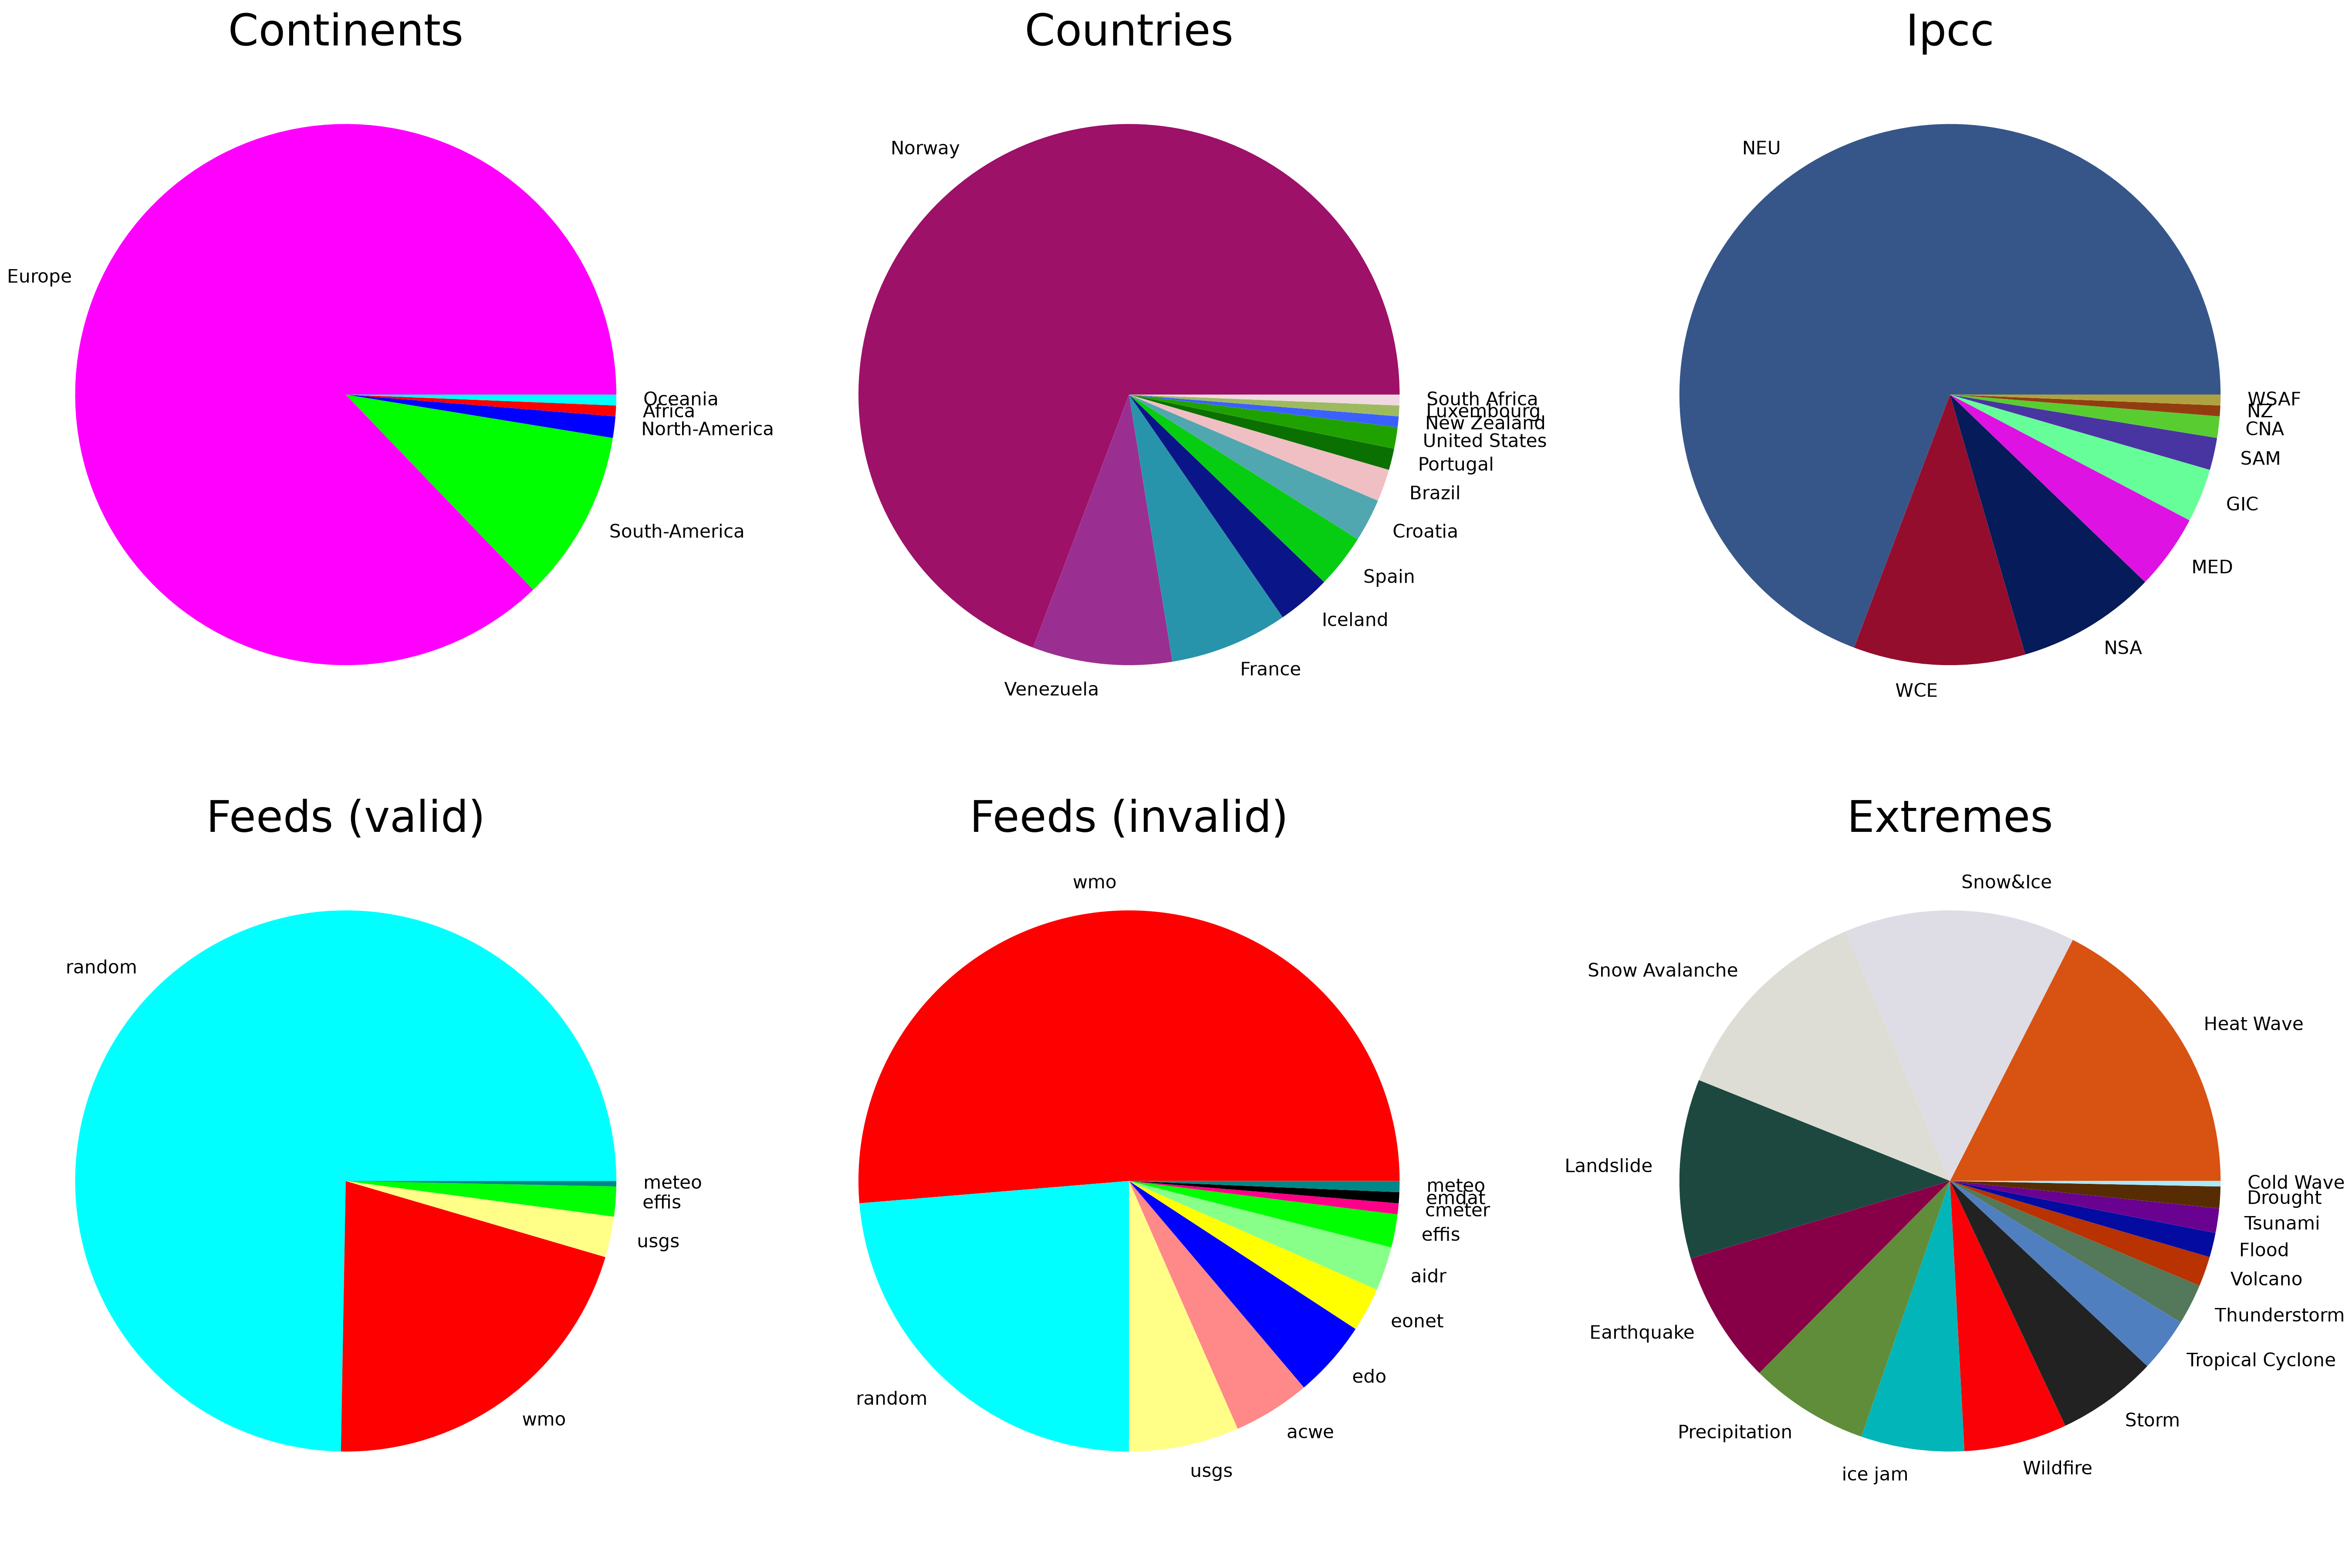 Continents
Europe
Oceania
Africa
North-America
South-America
Countries
Norway
South Africa
Luxembourg
New Zealand
United States
Portugal
Brazil
Croatia
Spain
Iceland
France
Venezuela
Ipcc
NEU
WSAF
NZ
CNA
SAM
GIC
MED
NSA
WCE
Feeds (valid)
random
meteo
effis
usgs
wmo
Feeds (invalid)
wmo
meteo
emdat
cmeter
effis
aidr
eonet
edo
acwe
usgs
random
Extremes
Snow&Ice
Snow Avalanche
Heat Wave
Landslide
Cold Wave
Drought
Tsunami
Flood
Volcano
Thunderstorm
Earthquake
Tropical Cyclone
Storm
Precipitation
Wildfire
ice jam